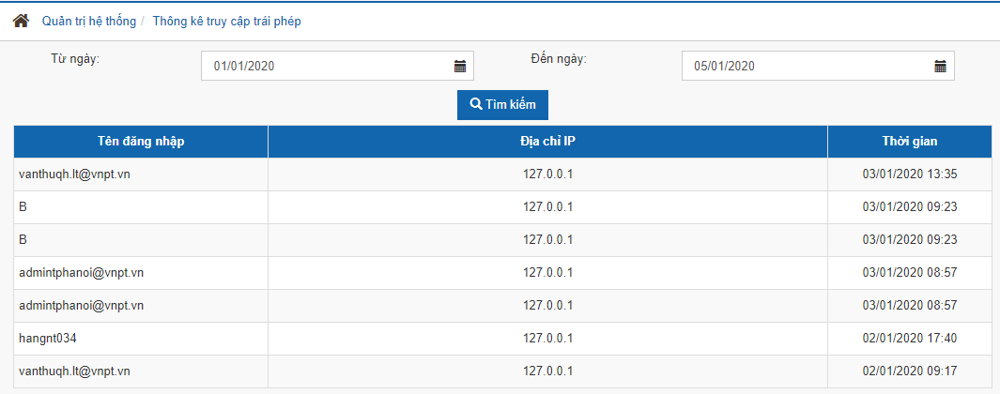 Quản trị hệ thống / Thông kê truy cập trái phép
Từ ngày: 01/01/2020 Đến ngày: 05/01/2020
Tìm kiếm
Tên đăng nhập Địa chỉ IP Thời gian
vanthuqh.lt@vnpt.vn 127.0.0.1 03/01/2020 13:35
B 127.0.0.1 03/01/2020 09:23
B 127.0.0.1 03/01/2020 09:23
admintphanoi@vnpt.vn 127.0.0.1 03/01/2020 08:57
admintphanoi@vnpt.vn 127.0.0.1 03/01/2020 08:57
hangnt034 127.0.0.1 02/01/2020 17:40
vanthuqh.lt@vnpt.vn 127.0.0.1 02/01/2020 09:17